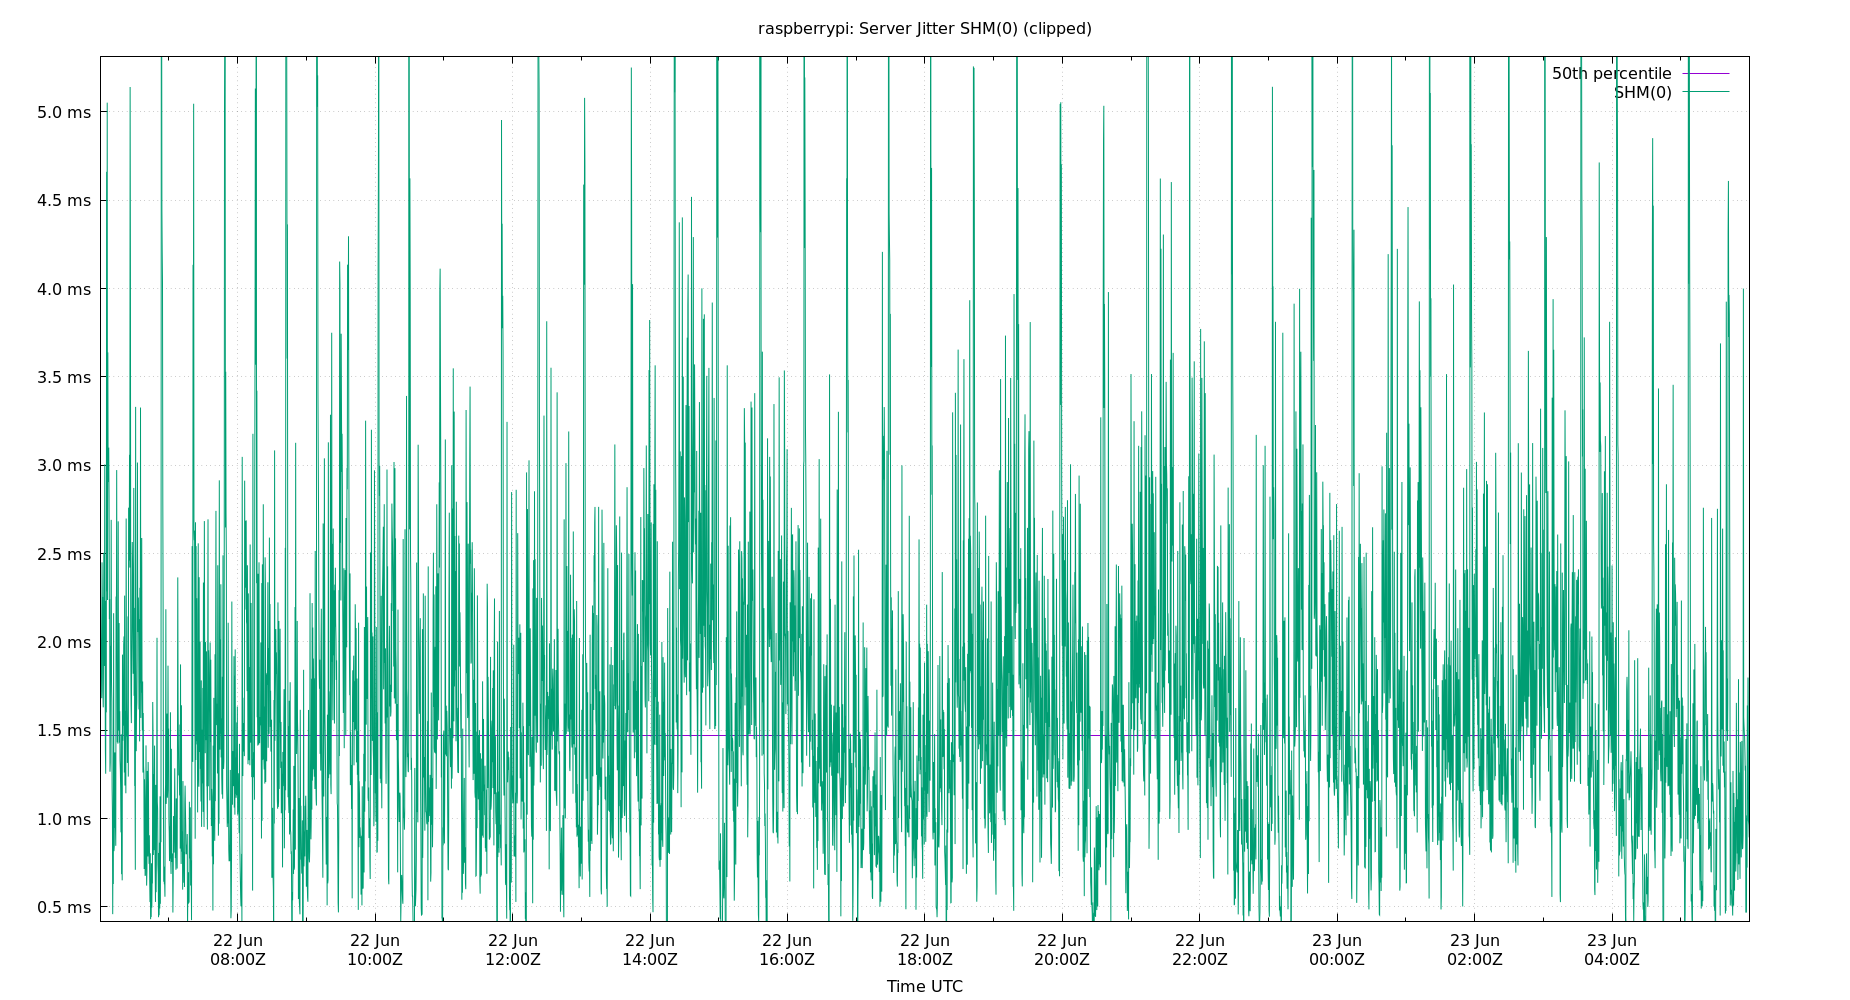 raspberrypi: Server Jitter SHM(0) (clipped)
50th percentile
SHM(0)
5.0 ms
4.5 ms
4.0 ms
3.5 ms
3.0 ms
2.5 ms
2.0 ms
1.5 ms
1.0 ms
0.5 ms
22 Jun 22 Jun 22 Jun 22 Jun 22 Jun 22 Jun 22 Jun 22 Jun 23 Jun 23 Jun 23 Jun
08:00Z 10:00Z 12:00Z 14:00Z 16:00Z 18:00Z 20:00Z 22:00Z 00:00Z 02:00Z 04:00Z
Time UTC